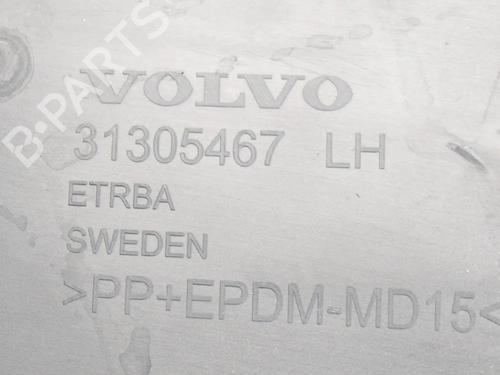 B-PARTS
VOLVO
31305467 LH
ETRBA
SWEDEN
>PP+EPDM-MD15<